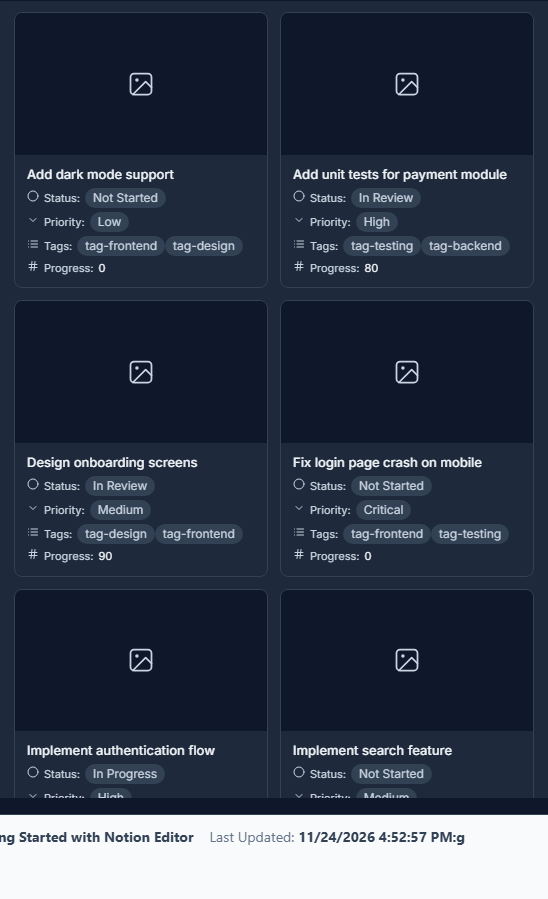 Add dark mode support
Status: Not Started
Priority: Low
Tags: tag-frontend tag-design
# Progress: 0
Add unit tests for payment module
Status: In Review
Priority: High
Tags: tag-testing tag-backend
# Progress: 80
Design onboarding screens
Status: In Review
Priority: Medium
Tags: tag-design tag-frontend
# Progress: 90
Fix login page crash on mobile
Status: Not Started
Priority: Critical
Tags: tag-frontend tag-testing
# Progress: 0
Implement authentication flow
Status: In Progress
Priority: High
Implement search feature
Status: Not Started
Priority: Medium
ng Started with Notion Editor Last Updated: 11/24/2026 4:52:57 PM:g